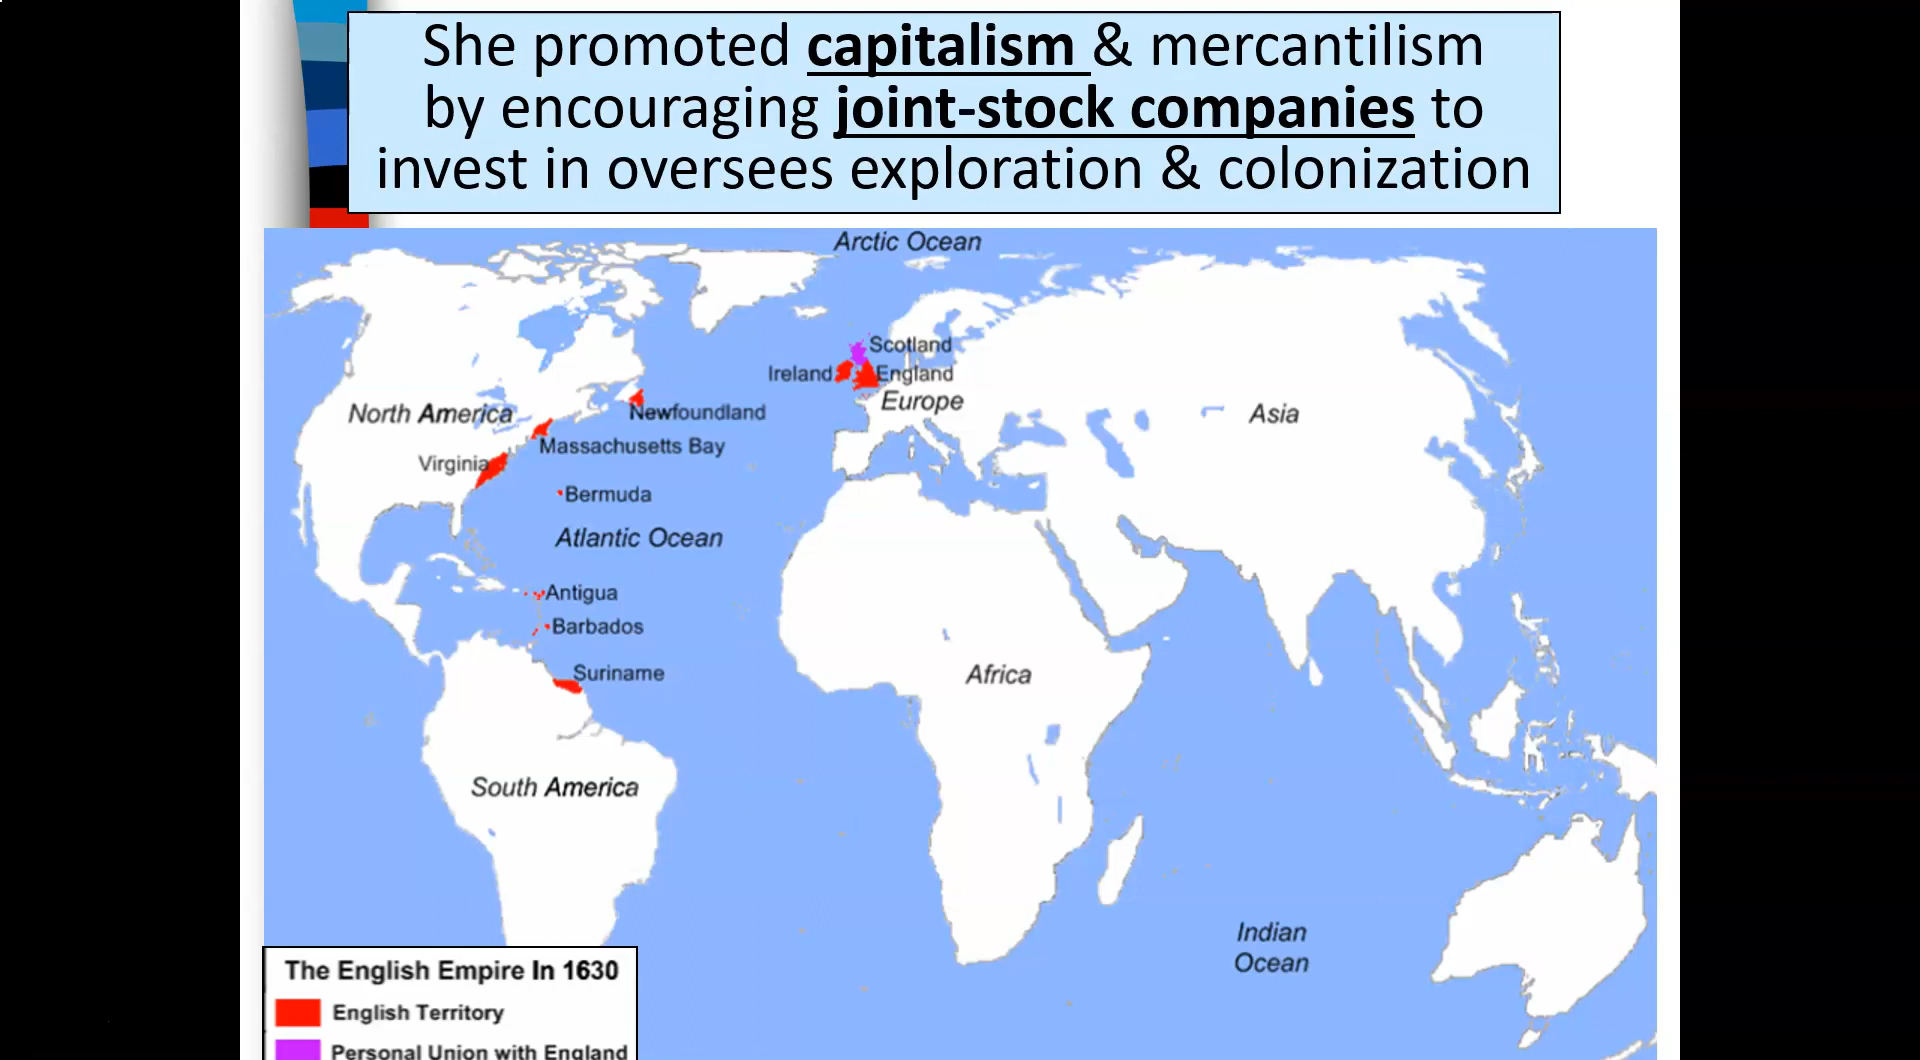 She promoted capitalism & mercantilism
by encouraging joint-stock companies to
invest in oversees exploration & colonization
Arctic Ocean
Scotland
Ireland
England
Europe
North America
Asia
Newfoundland
Massachusetts Bay
Virginia
Bermuda
Atlantic Ocean
Antigua
Barbados
Suriname
Africa
South America
Indian
Ocean
The English Empire In 1630
English Territory
Personal Union with England